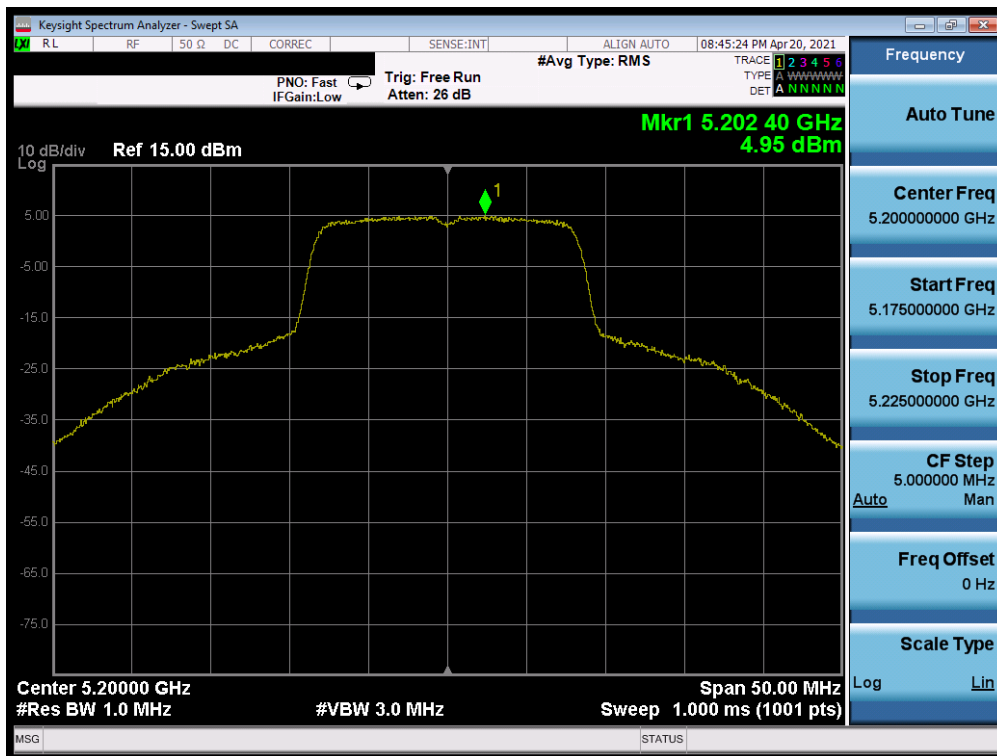 Keysight Spectrum Analyzer - Swept SA
LXI RL RF 50 Ω DC CORREC SENSE:INT ALIGN AUTO 08:45:24 PM Apr 20, 2021
#Avg Type: RMS TRACE 1 2 3 4 5 6
PNO: Fast Trig: Free Run TYPE A WWWWW
IFGain:Low Atten: 26 dB DET A N N N N N
Mkr1 5.202 40 GHz
10 dB/div Ref 15.00 dBm 4.95 dBm
Log
1
5.00
-5.00
-15.0
-25.0
-35.0
-45.0
-55.0
-65.0
-75.0
Center 5.20000 GHz Span 50.00 MHz
#Res BW 1.0 MHz #VBW 3.0 MHz Sweep 1.000 ms (1001 pts)
MSG STATUS
Frequency
Auto Tune
Center Freq
5.200000000 GHz
Start Freq
5.175000000 GHz
Stop Freq
5.225000000 GHz
CF Step
5.000000 MHz
Auto Man
Freq Offset
0 Hz
Scale Type
Log Lin